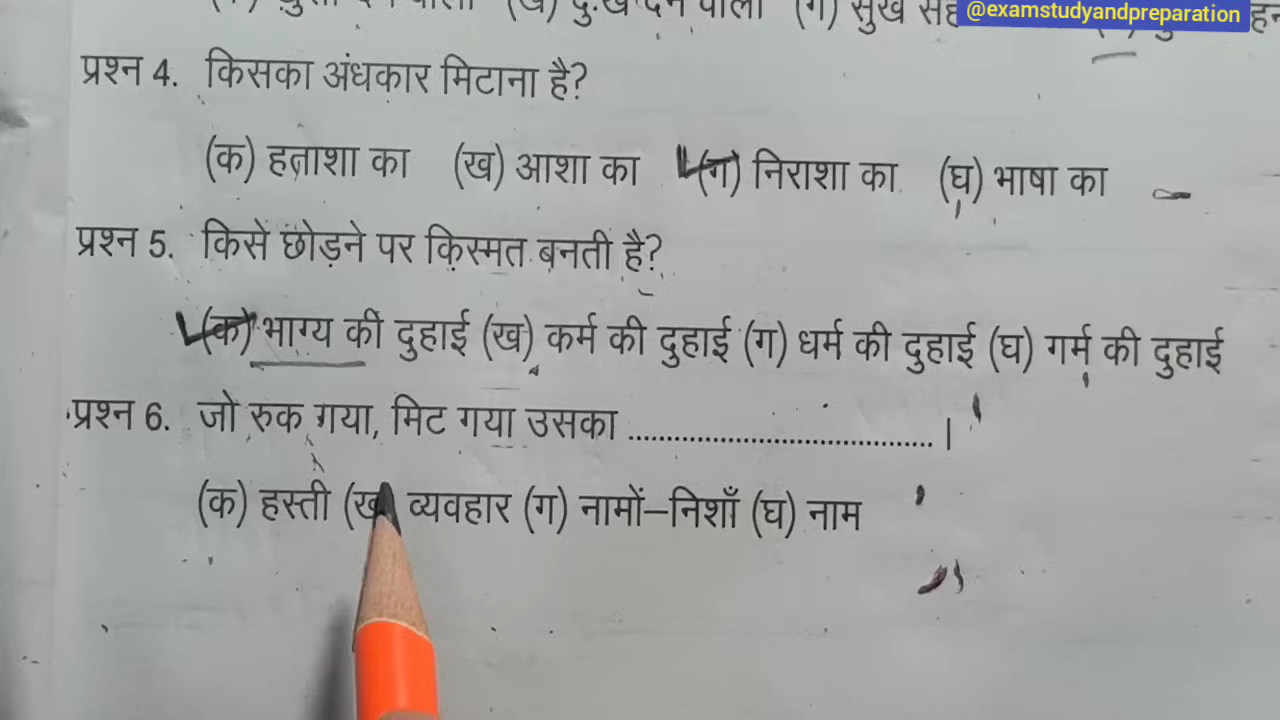 दुःख देने वाला (ग) सुख @examstudyandpreparation
प्रश्न 4. किसका अंधकार मिटाना है?
(क) हताशा का (ख) आशा का (ग) निराशा का (घ) भाषा का
प्रश्न 5. किसे छोड़ने पर किस्मत बनती है?
(क) भाग्य की दुहाई (ख) कर्म की दुहाई (ग) धर्म की दुहाई (घ) गर्म की दुहाई
प्रश्न 6. जो रुक गया, मिट गया उसका ...................................... ।
(क) हस्ती (ख) व्यवहार (ग) नामों–निशाँ (घ) नाम